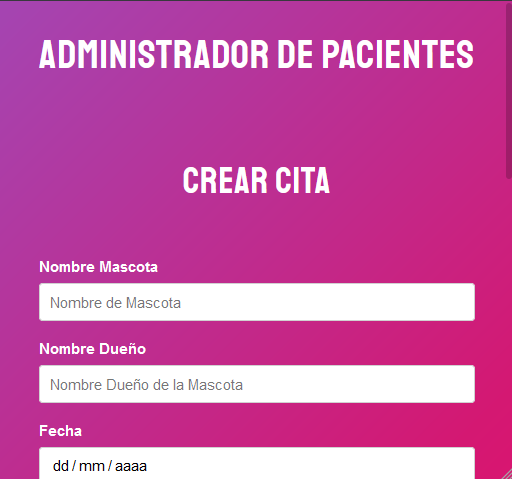 ADMINISTRADOR DE PACIENTES
CREAR CITA
Nombre Mascota
Nombre de Mascota
Nombre Dueño
Nombre Dueño de la Mascota
Fecha
dd/mm/aaaa